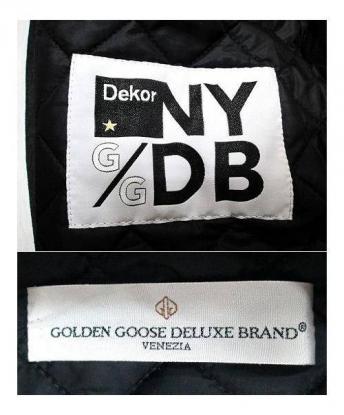 Dekor NY
GG/DB
GOLDEN GOOSE DELUXE BRAND®
VENEZIA